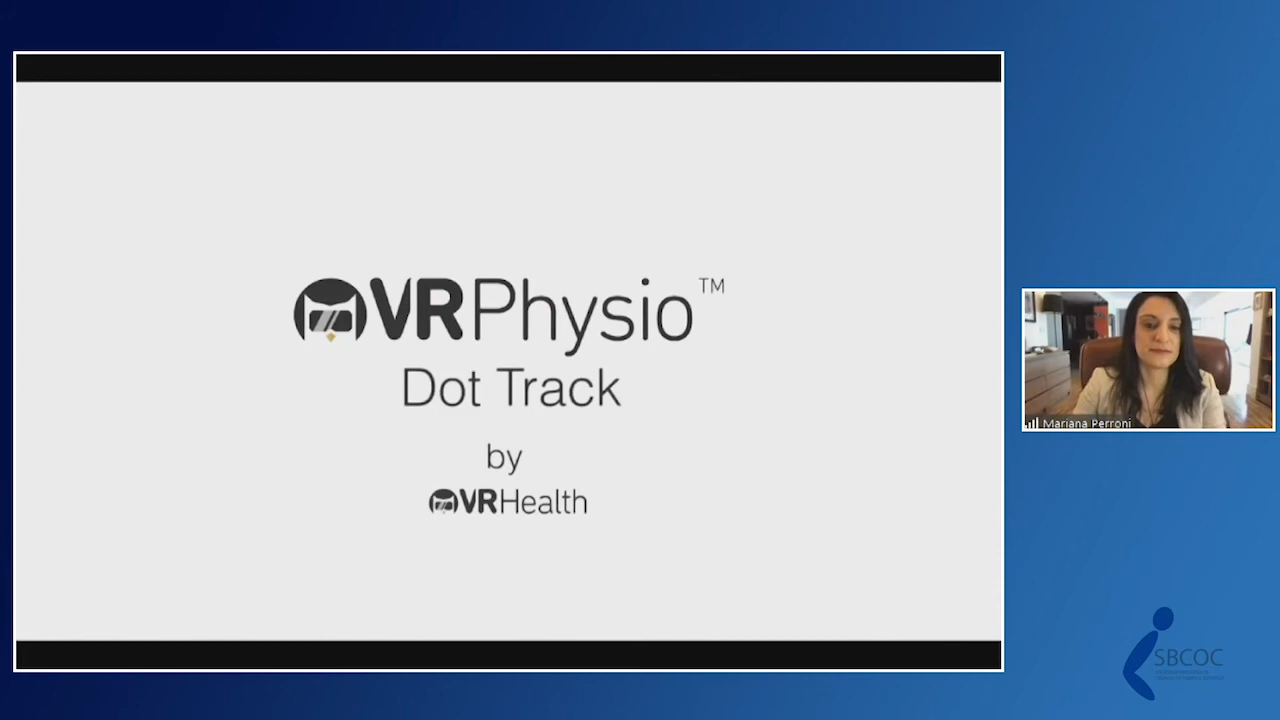 VRPhysio™
Dot Track
by
VRHealth
Mariana Perroni
SBCOC